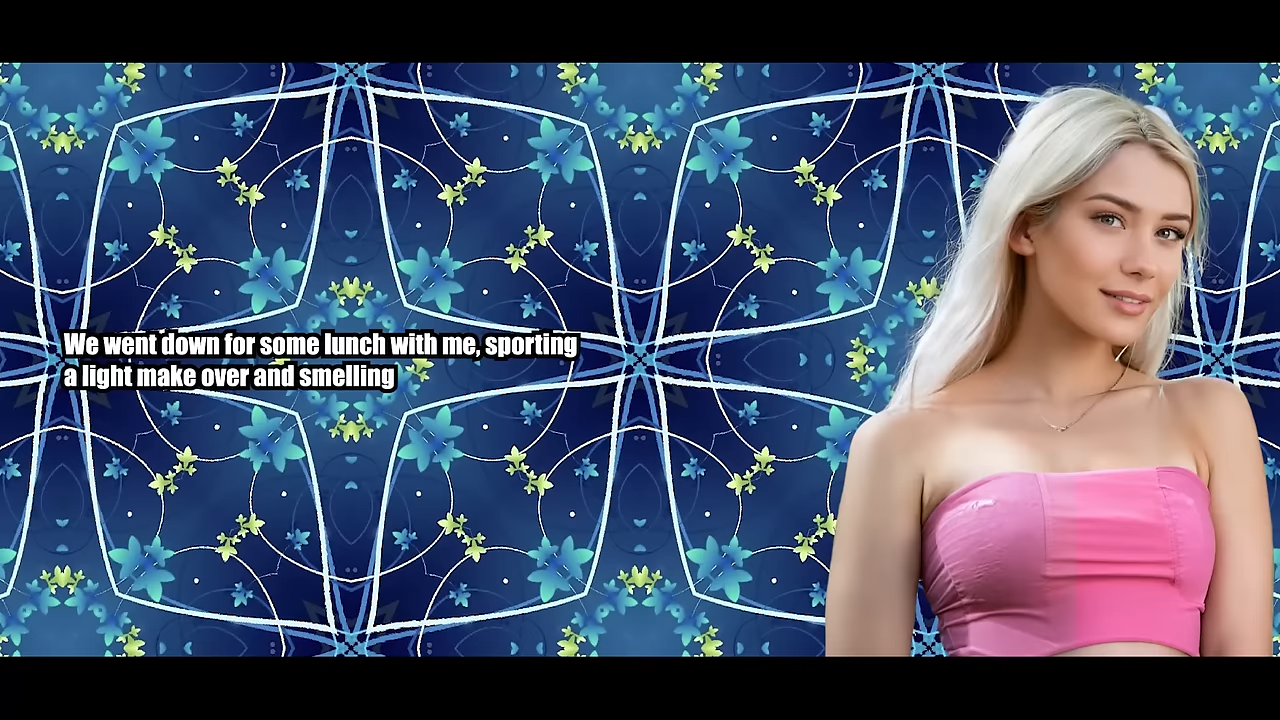 We went down for some lunch with me, sporting
a light make over and smelling